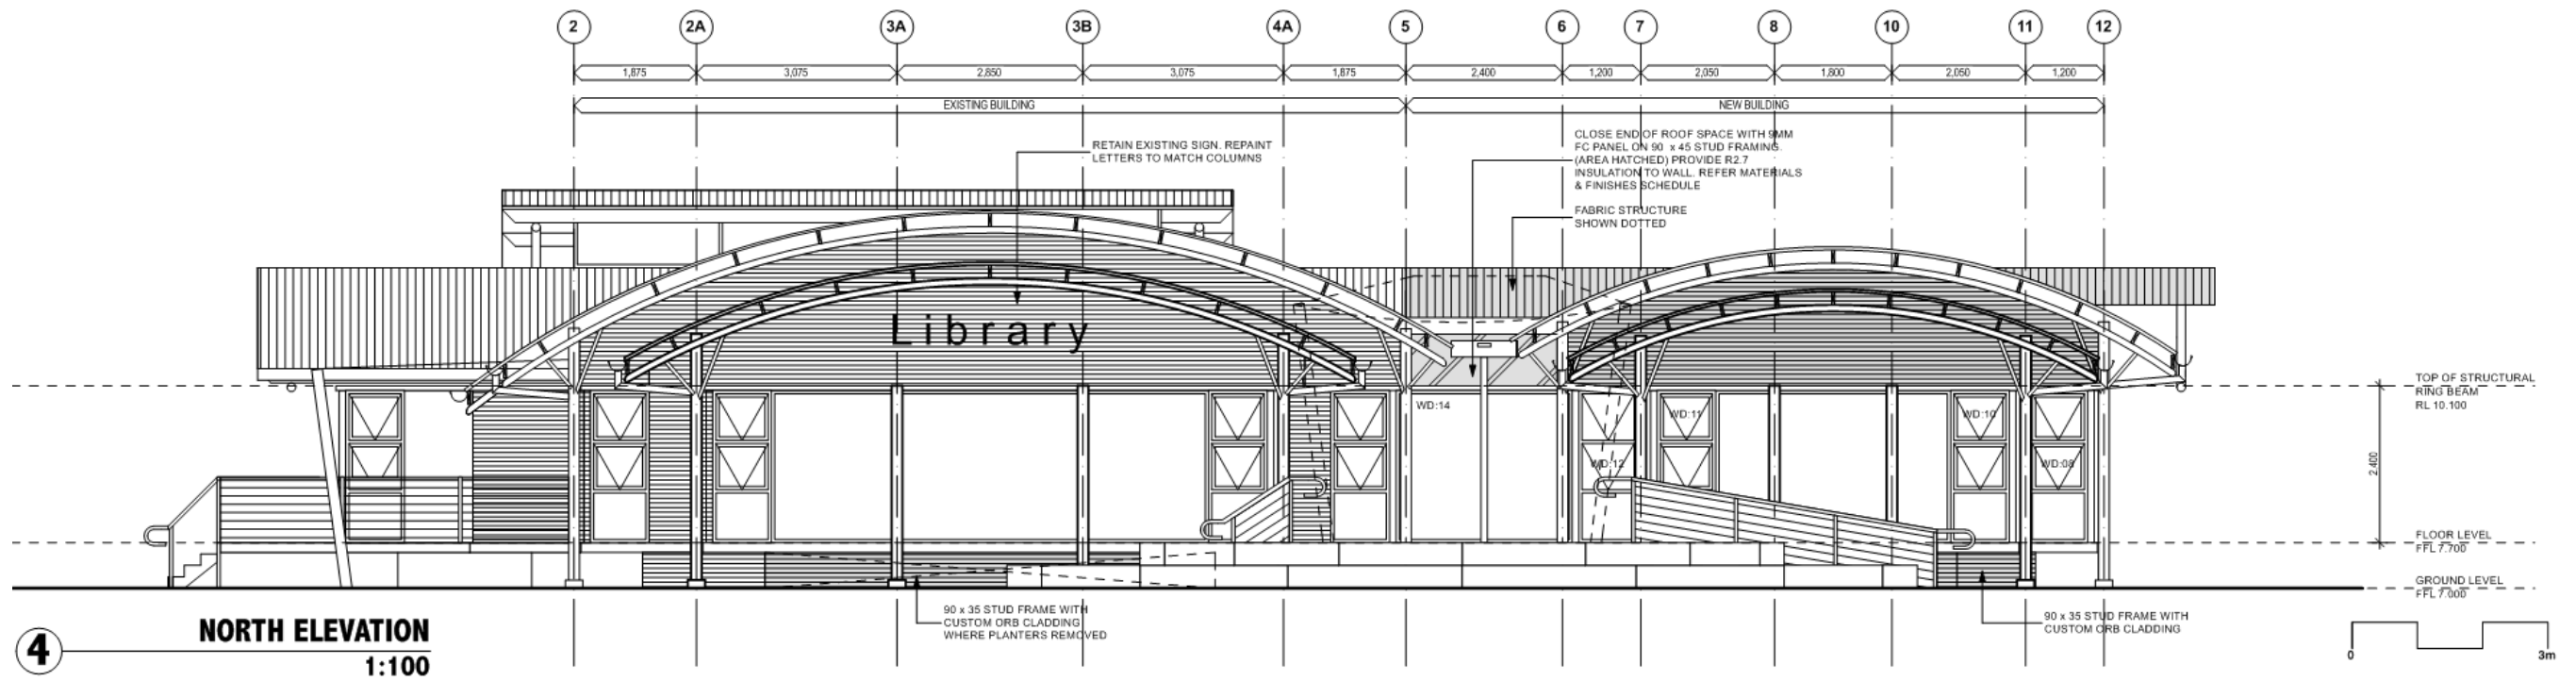 2 2A 3A 3B 4A 5 6 7 8 10 11 12
1,875 3,075 2,850 3,075 1,875 2,400 1,200 2,050 1,800 2,050 1,200
EXISTING BUILDING
NEW BUILDING
RETAIN EXISTING SIGN. REPAINT
LETTERS TO MATCH COLUMNS
CLOSE END OF ROOF SPACE WITH 9MM
FC PANEL ON 90 x 45 STUD FRAMING.
(AREA HATCHED) PROVIDE R2.7
INSULATION TO WALL. REFER MATERIALS
& FINISHES SCHEDULE
FABRIC STRUCTURE
SHOWN DOTTED
Library
TOP OF STRUCTURAL
RING BEAM
RL 10.100
WD:14
WD:11
WD:10
WD:12
WD:08
2.400
FLOOR LEVEL
FFL 7.700
GROUND LEVEL
FFL 7.000
90 x 35 STUD FRAME WITH
CUSTOM ORB CLADDING
WHERE PLANTERS REMOVED
90 x 35 STUD FRAME WITH
CUSTOM ORB CLADDING
4
NORTH ELEVATION
1:100
0 3m